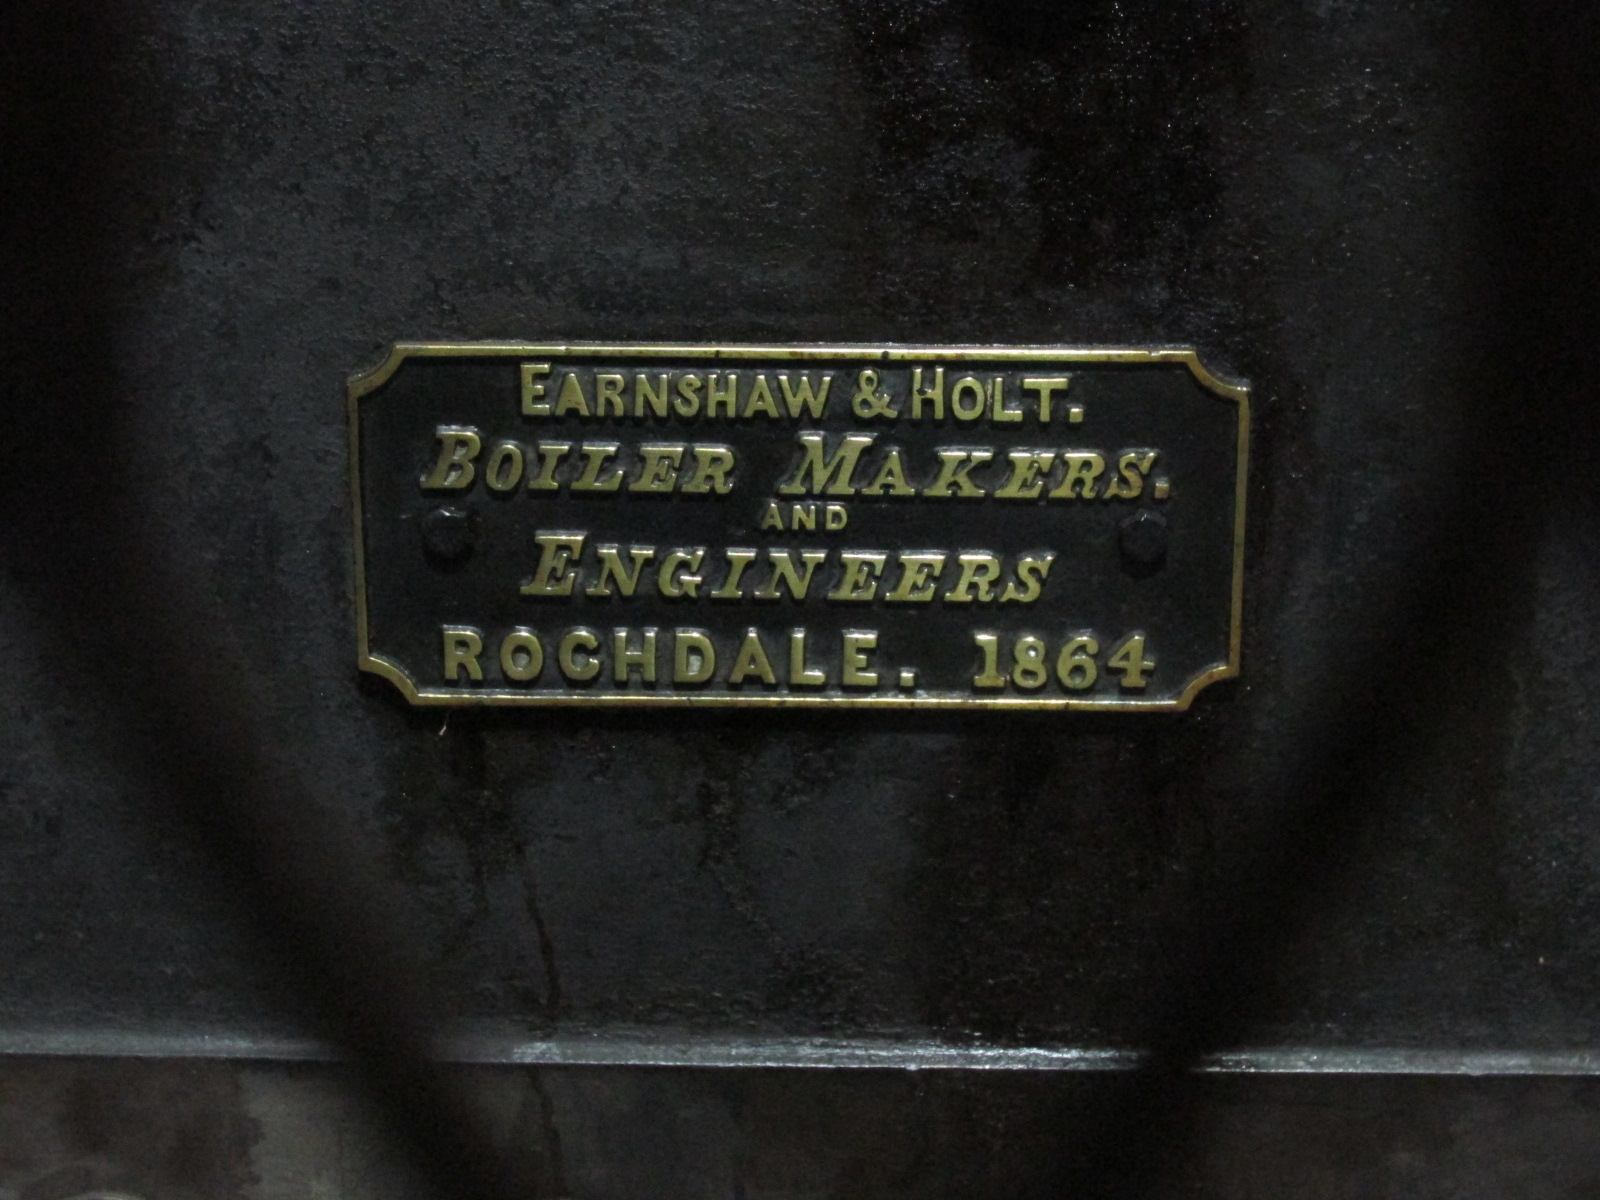 EARNSHAW & HOLT.
BOILER MAKERS.
AND
ENGINEERS
ROCHDALE. 1864